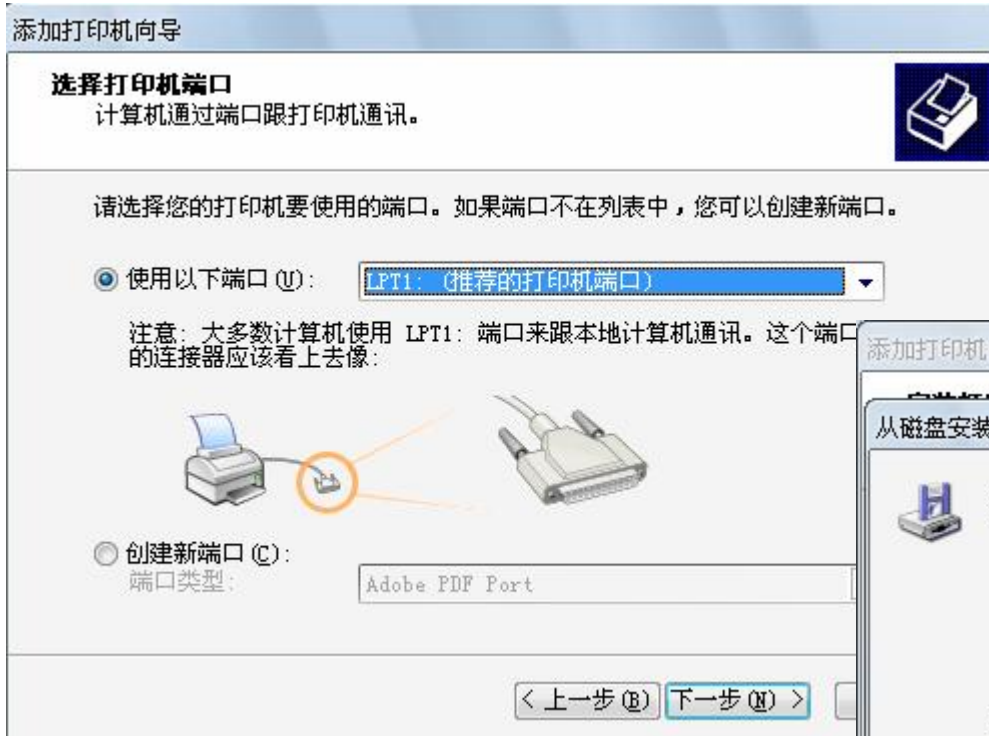 添加打印机向导
选择打印机端口
计算机通过端口跟打印机通讯。
请选择您的打印机要使用的端口。如果端口不在列表中，您可以创建新端口。
使用以下端口(U):
LPT1: (推荐的打印机端口)
注意: 大多数计算机使用 LPT1: 端口来跟本地计算机通讯。这个端口
的连接器应该看上去像:
创建新端口(C):
端口类型:
Adobe PDF Port
< 上一步(B)
下一步(N) >
添加打印机
从磁盘安装